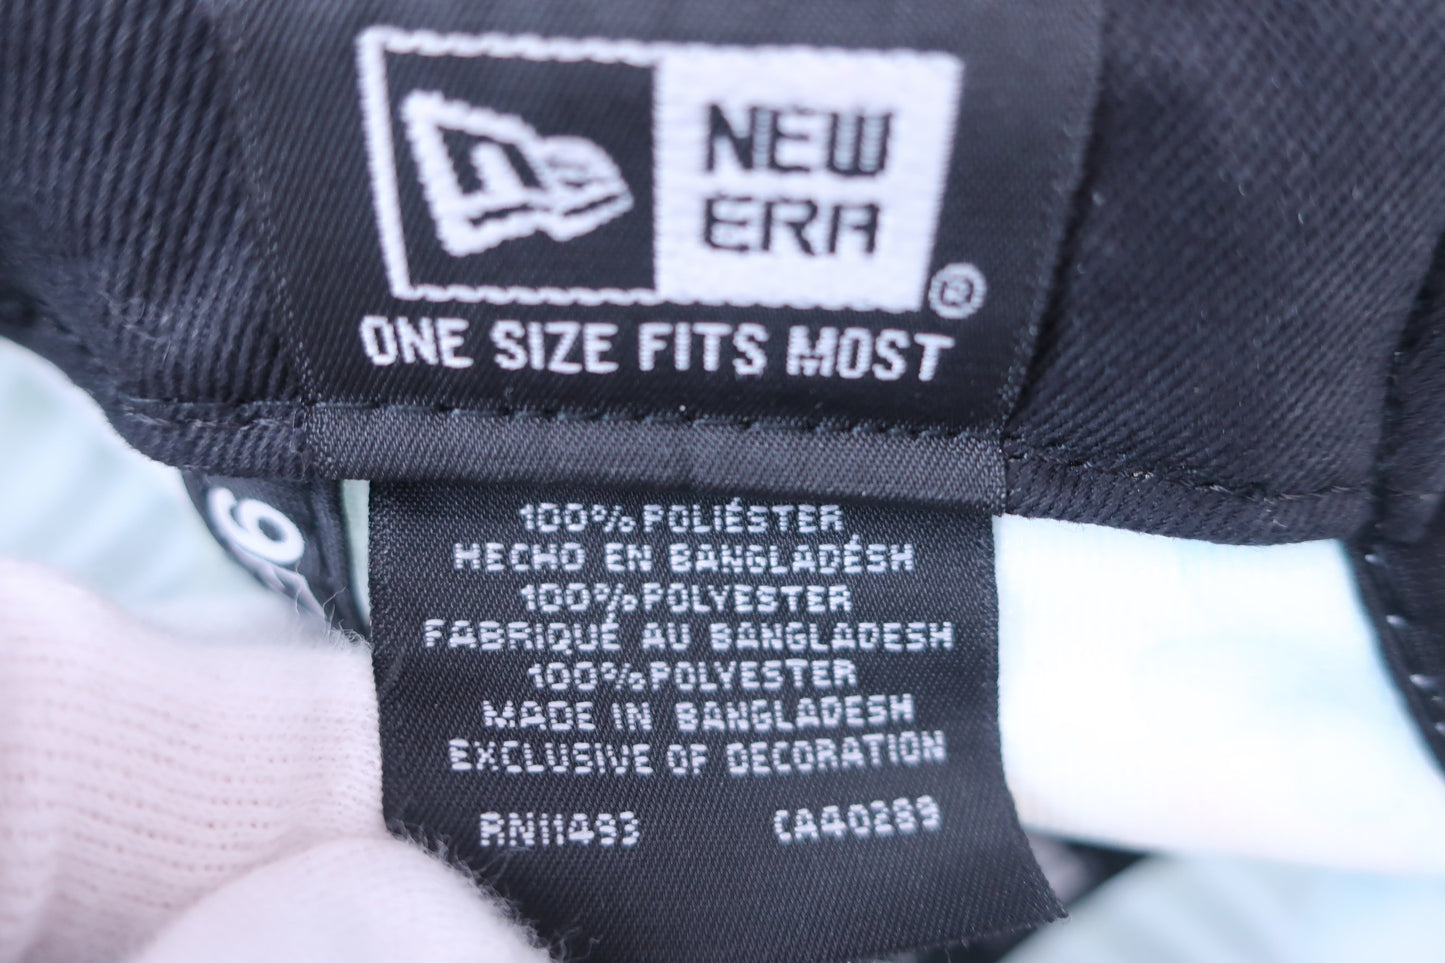 NEW
ERA
®
ONE SIZE FITS MOST
100% POLIÉSTER
HECHO EN BANGLADÉSH
100% POLYESTER
FABRIQUÉ AU BANGLADESH
100% POLYESTER
MADE IN BANGLADESH
EXCLUSIVE OF DECORATION
RN11493 CA40289